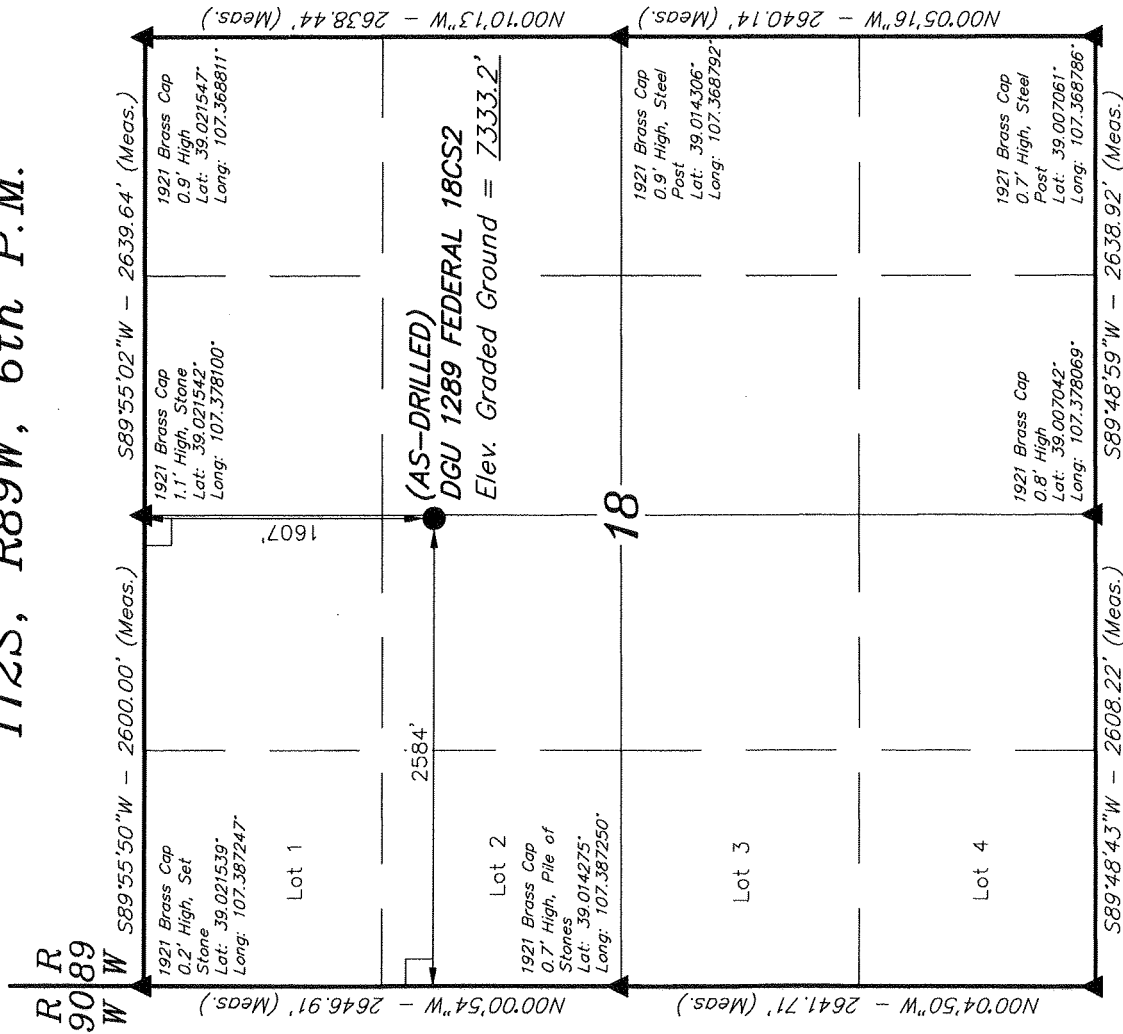 T12S, R89W, 6th P.M.
R R
90 89
W W
S89°55'50"W - 2600.00' (Meas.)
S89°55'02"W - 2639.64' (Meas.)
1921 Brass Cap
0.2' High, Set
Stone
Lat: 39.021539°
Long: 107.387247°
1921 Brass Cap
1.1' High, Stone
Lat: 39.021542°
Long: 107.378100°
1921 Brass Cap
0.9' High
Lat: 39.021547°
Long: 107.368811°
N00°00'54"W - 2646.91' (Meas.)
N00°10'13"W - 2638.44' (Meas.)
Lot 1
1607'
(AS-DRILLED)
DGU 1289 FEDERAL 18CS2
Elev. Graded Ground = 7333.2'
2584'
Lot 2
1921 Brass Cap
0.7' High, Pile of
Stones
Lat: 39.014275°
Long: 107.387250°
18
1921 Brass Cap
0.9' High, Steel
Post
Lat: 39.014306°
Long: 107.368792°
N00°04'50"W - 2641.71' (Meas.)
N00°05'16"W - 2640.14' (Meas.)
Lot 3
Lot 4
1921 Brass Cap
0.8' High
Lat: 39.007042°
Long: 107.378069°
1921 Brass Cap
0.7' High, Steel
Post
Lat: 39.007061°
Long: 107.368786°
S89°48'43"W - 2608.22' (Meas.)
S89°48'59"W - 2638.92' (Meas.)